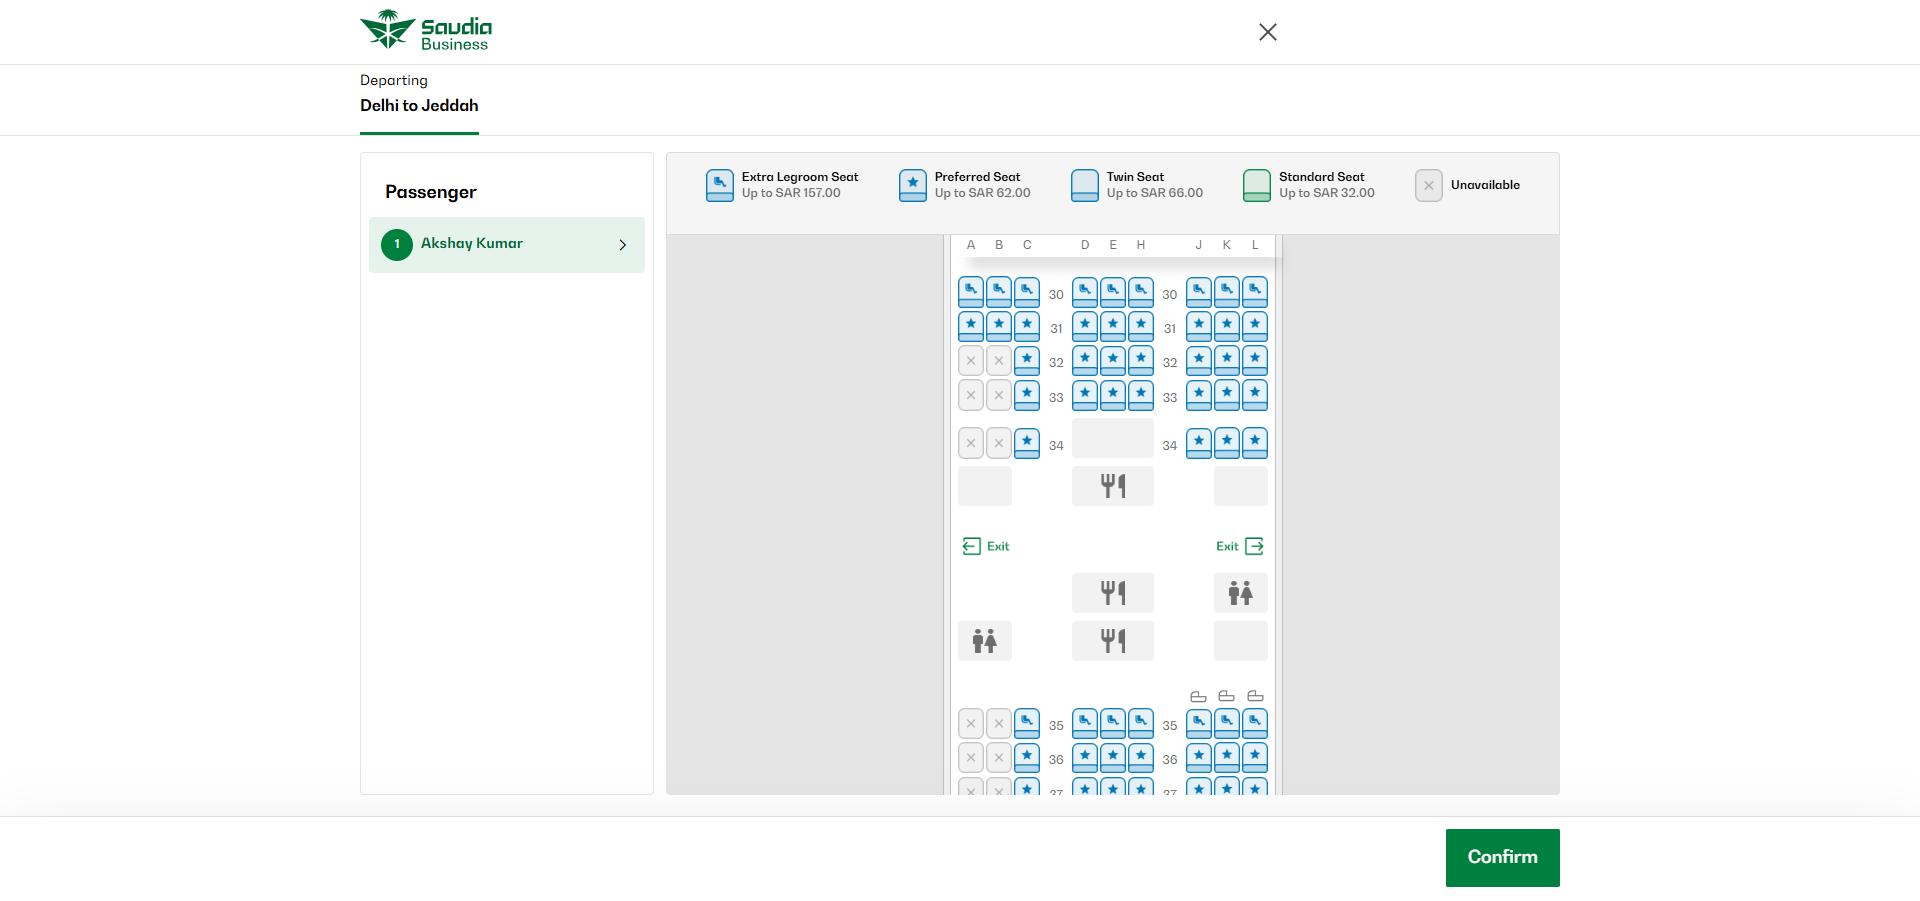 Saudia
Business
Departing
Delhi to Jeddah
Passenger
1 Akshay Kumar
Extra Legroom Seat
Up to SAR 157.00
Preferred Seat
Up to SAR 62.00
Twin Seat
Up to SAR 66.00
Standard Seat
Up to SAR 32.00
Unavailable
A B C D E H J K L
30 30
31 31
32 32
33 33
34 34
Exit Exit
35 35
36 36
37 37
Confirm